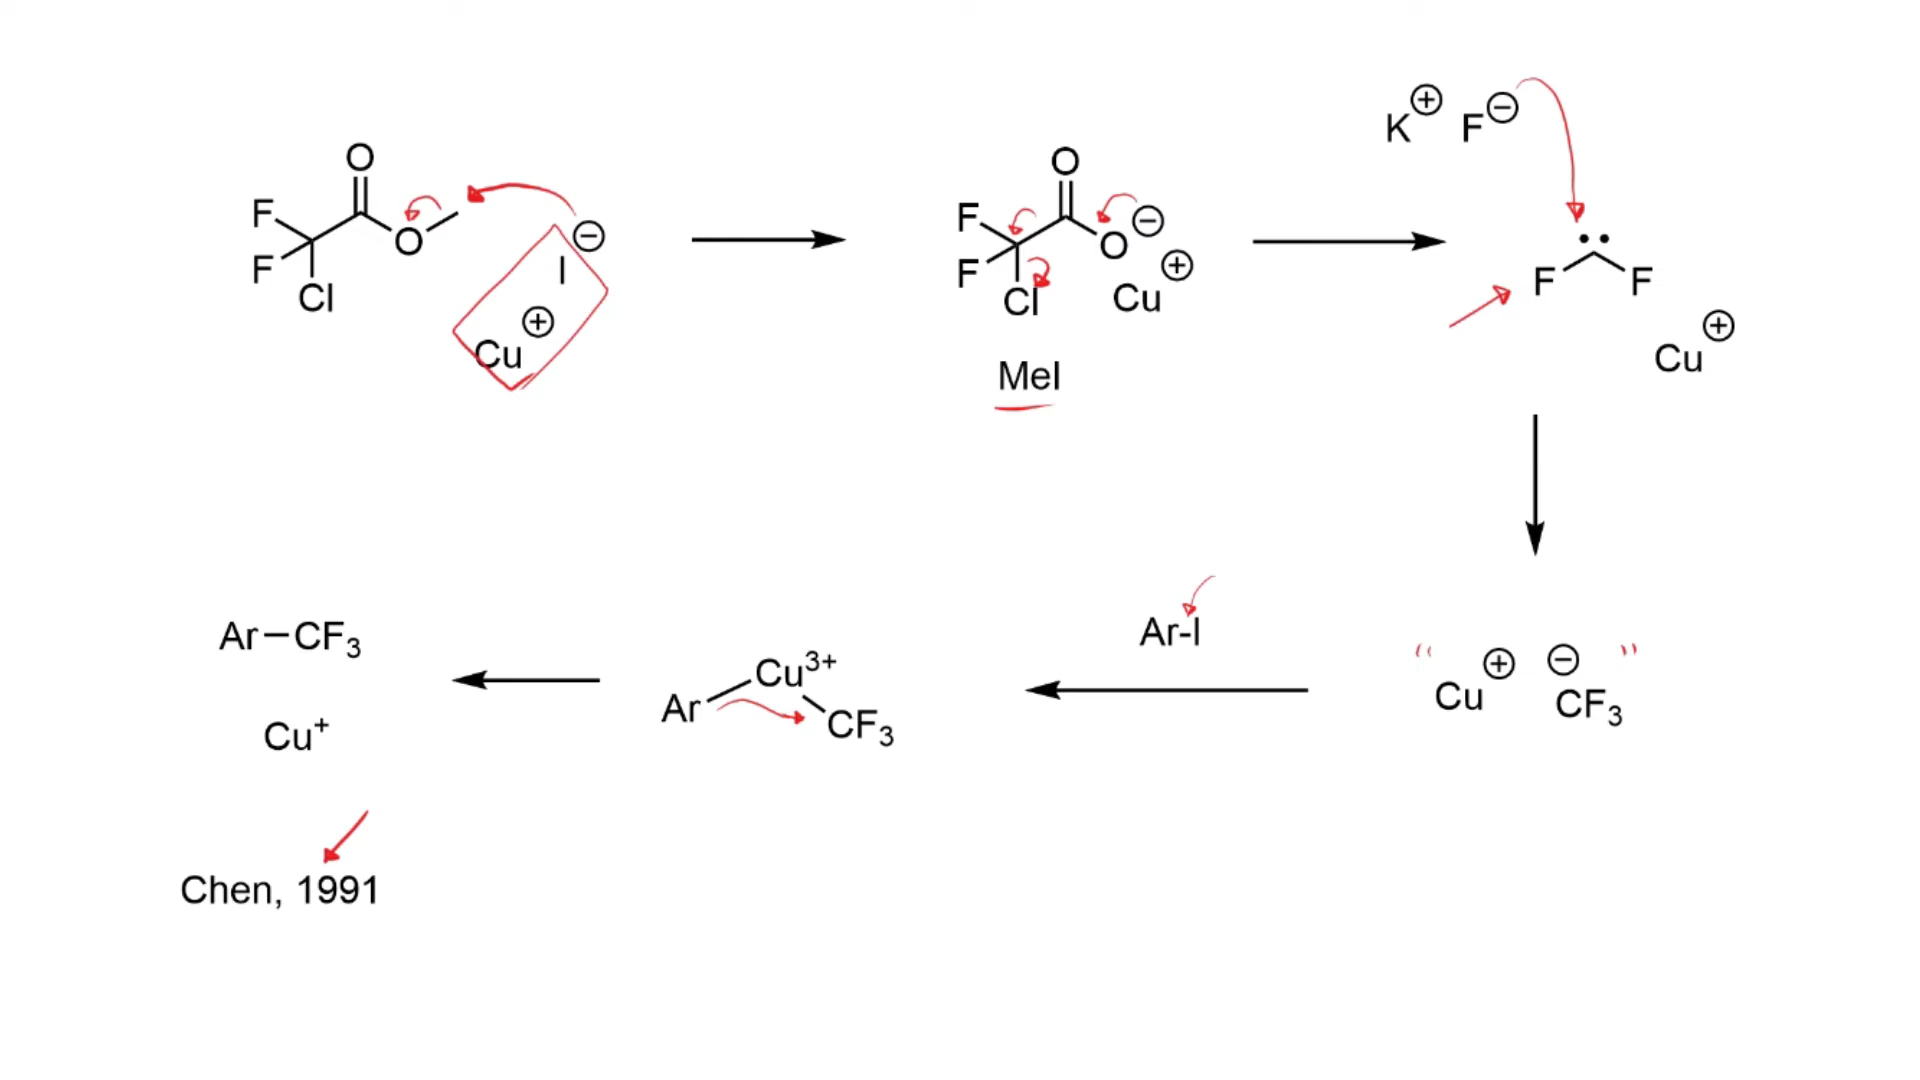 O
F
F
O
Cl
⊖
I
⊕
Cu
O
F
F
O
⊖
Cl
Cu
⊕
MeI
K⊕ F⊖
F F
Cu⊕
“ Cu⊕ ⊖CF3 ”
Ar-I
Ar Cu3+ CF3
Ar–CF3
Cu+
Chen, 1991